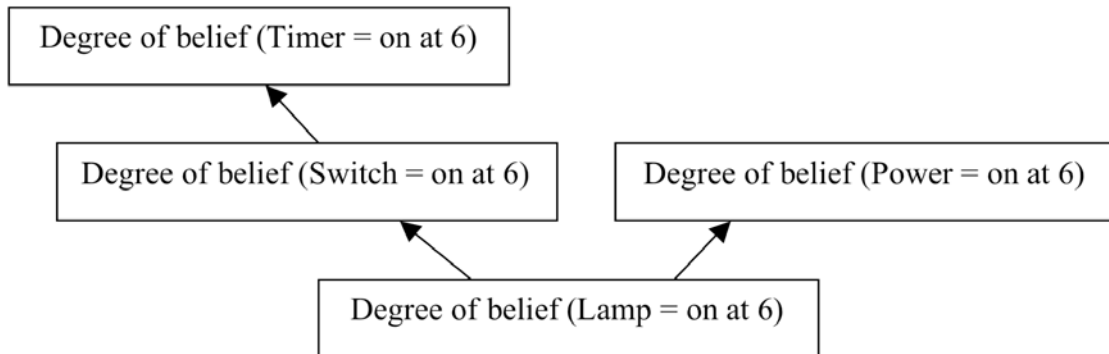 Degree of belief (Timer = on at 6)
Degree of belief (Switch = on at 6)
Degree of belief (Power = on at 6)
Degree of belief (Lamp = on at 6)